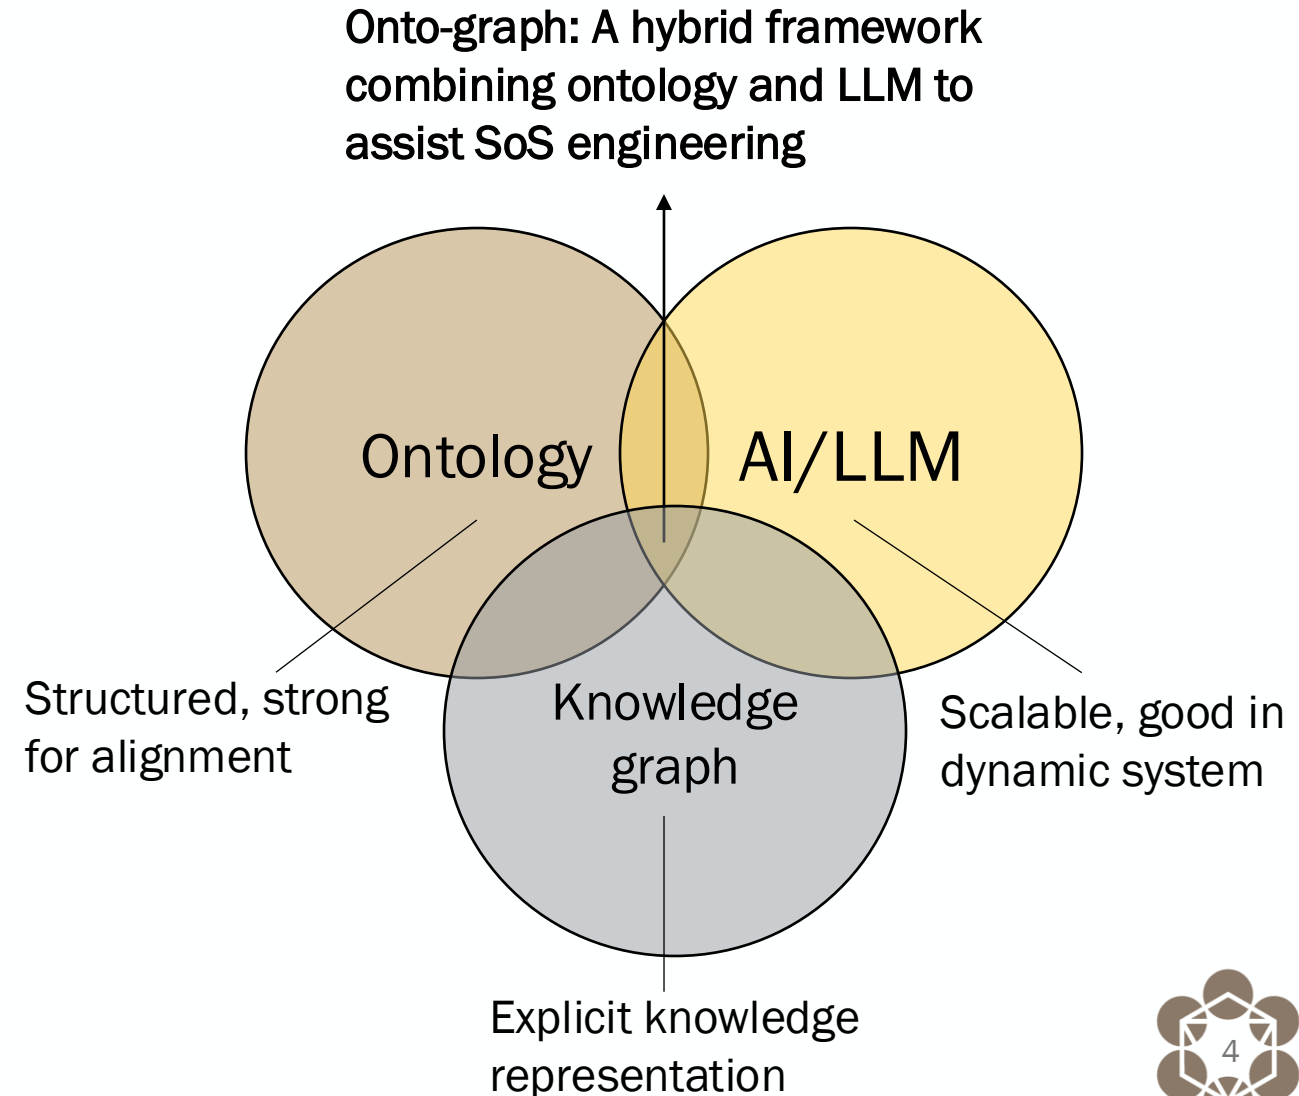 Onto-graph: A hybrid framework
combining ontology and LLM to
assist SoS engineering
Ontology
AI/LLM
Structured, strong
for alignment
Knowledge
graph
Scalable, good in
dynamic system
Explicit knowledge
representation
4